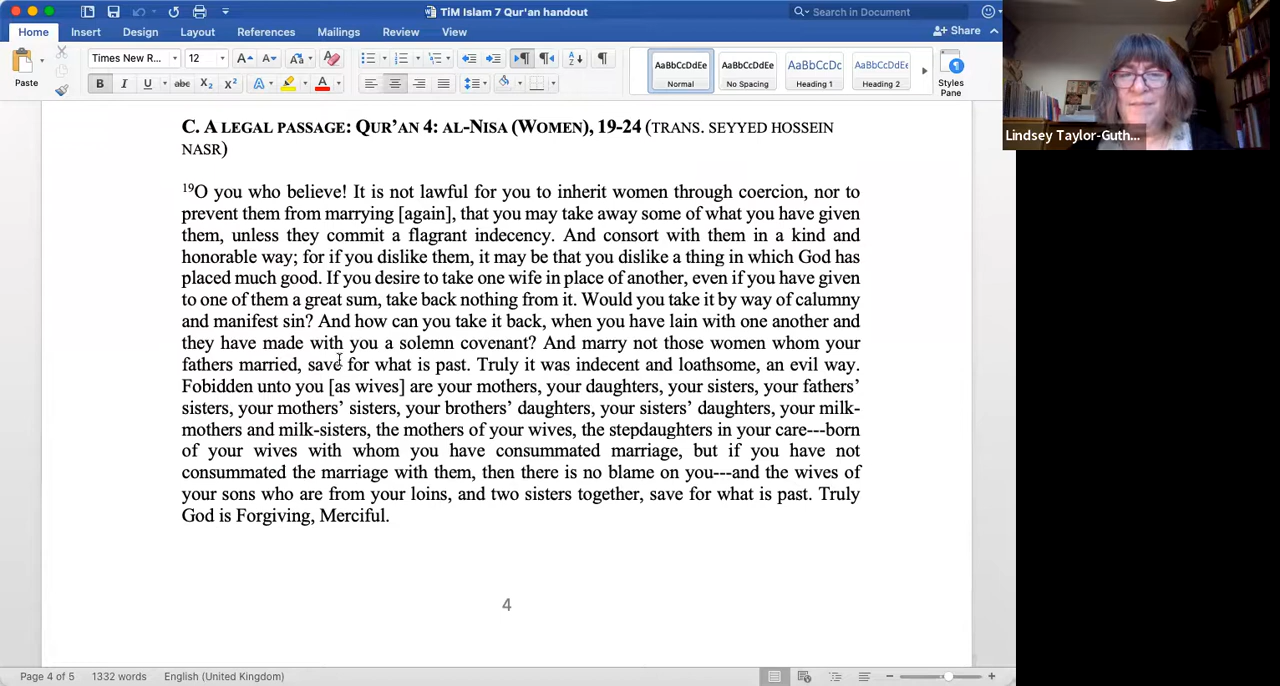 TiM Islam 7 Qur'an handout
Search in Document
Home Insert Design Layout References Mailings Review View
Share
Paste
Times New R... 12
B I U abc X₂ X²
AaBbCcDdEe AaBbCcDdEe AaBbCcDc AaBbCcDdEe
Normal No Spacing Heading 1 Heading 2
Styles
Pane
C. A LEGAL PASSAGE: QUR'AN 4: AL-NISA (WOMEN), 19-24 (TRANS. SEYYED HOSSEIN
NASR)
¹⁹O you who believe! It is not lawful for you to inherit women through coercion, nor to
prevent them from marrying [again], that you may take away some of what you have given
them, unless they commit a flagrant indecency. And consort with them in a kind and
honorable way; for if you dislike them, it may be that you dislike a thing in which God has
placed much good. If you desire to take one wife in place of another, even if you have given
to one of them a great sum, take back nothing from it. Would you take it by way of calumny
and manifest sin? And how can you take it back, when you have lain with one another and
they have made with you a solemn covenant? And marry not those women whom your
fathers married, save for what is past. Truly it was indecent and loathsome, an evil way.
Fobidden unto you [as wives] are your mothers, your daughters, your sisters, your fathers'
sisters, your mothers' sisters, your brothers' daughters, your sisters' daughters, your milk-
mothers and milk-sisters, the mothers of your wives, the stepdaughters in your care---born
of your wives with whom you have consummated marriage, but if you have not
consummated the marriage with them, then there is no blame on you---and the wives of
your sons who are from your loins, and two sisters together, save for what is past. Truly
God is Forgiving, Merciful.
4
Page 4 of 5 1332 words English (United Kingdom)
Lindsey Taylor-Guth...